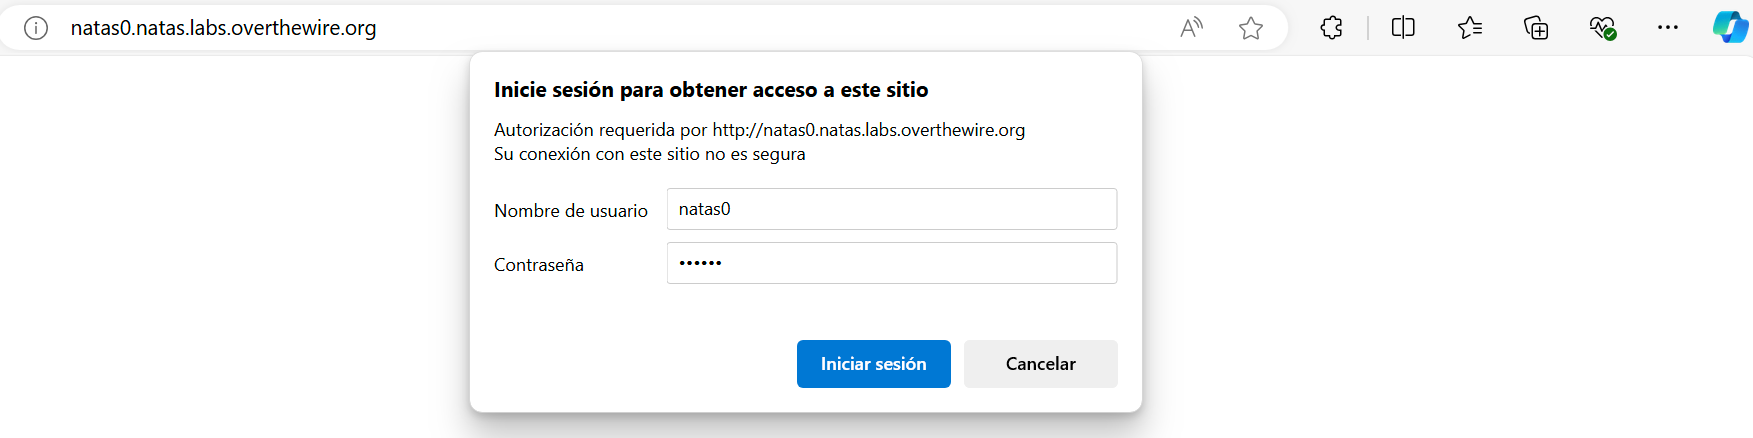 natas0.natas.labs.overthewire.org
Inicie sesión para obtener acceso a este sitio
Autorización requerida por http://natas0.natas.labs.overthewire.org
Su conexión con este sitio no es segura
Nombre de usuario natas0
Contraseña ••••••
Iniciar sesión Cancelar